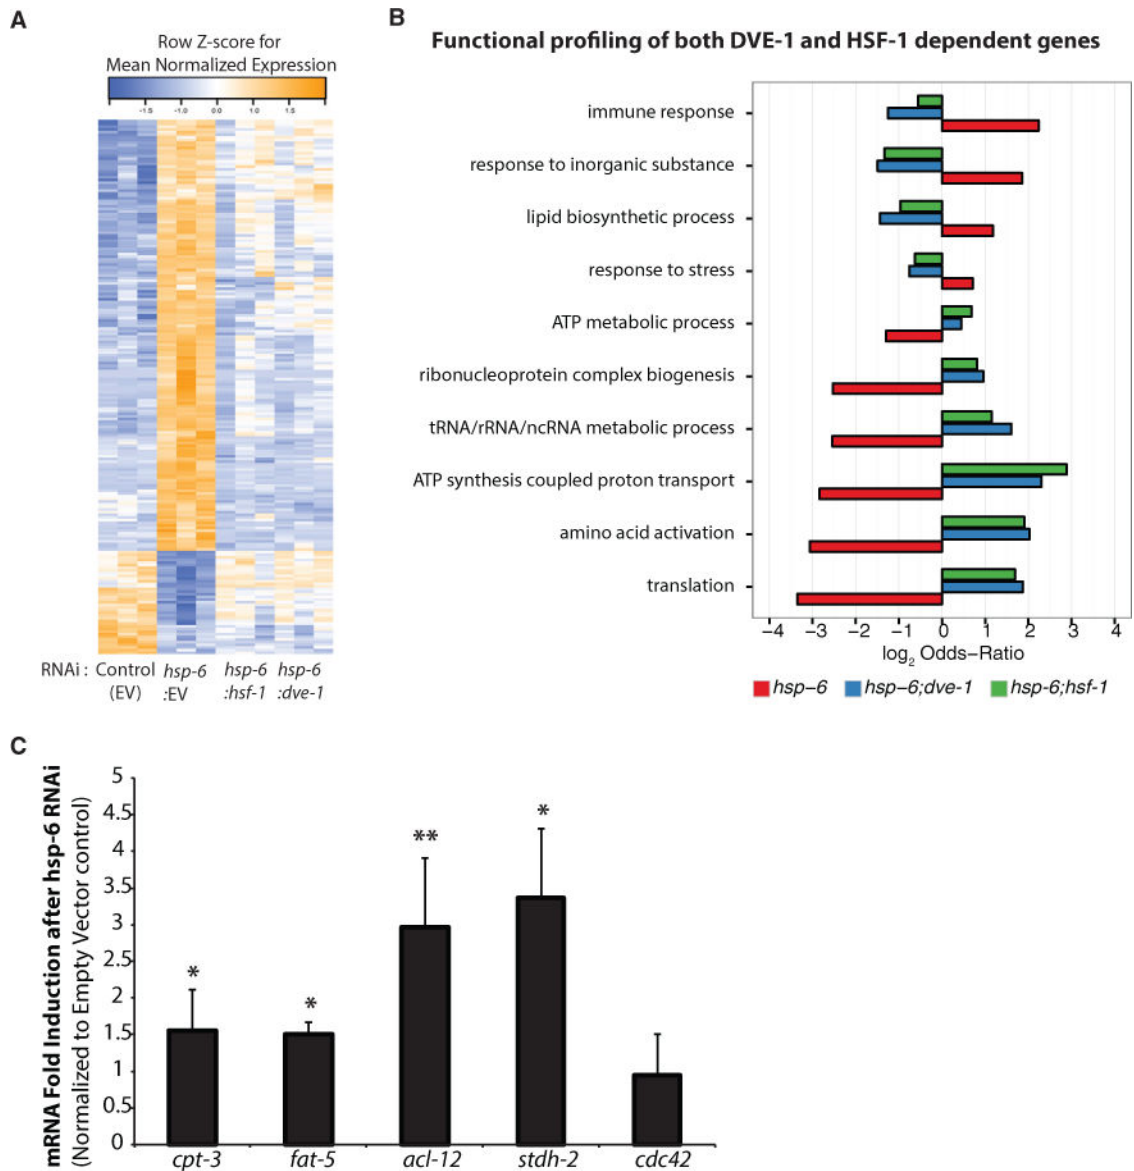 A
Row Z-score for
Mean Normalized Expression
-1.5 -1.0 0.0 1.0 1.5
RNAi : Control (EV) hsp-6 :EV hsp-6 :hsf-1 hsp-6 :dve-1
B
Functional profiling of both DVE-1 and HSF-1 dependent genes
immune response
response to inorganic substance
lipid biosynthetic process
response to stress
ATP metabolic process
ribonucleoprotein complex biogenesis
tRNA/rRNA/ncRNA metabolic process
ATP synthesis coupled proton transport
amino acid activation
translation
−4 −3 −2 −1 0 1 2 3 4
log2 Odds−Ratio
hsp−6 hsp−6;dve-1 hsp-6;hsf-1
C
mRNA Fold Induction after hsp-6 RNAi
(Normalized to Empty Vector control)
5
4.5
4
3.5
3
2.5
2
1.5
1
0.5
0
* * ** *
cpt-3 fat-5 acl-12 stdh-2 cdc42